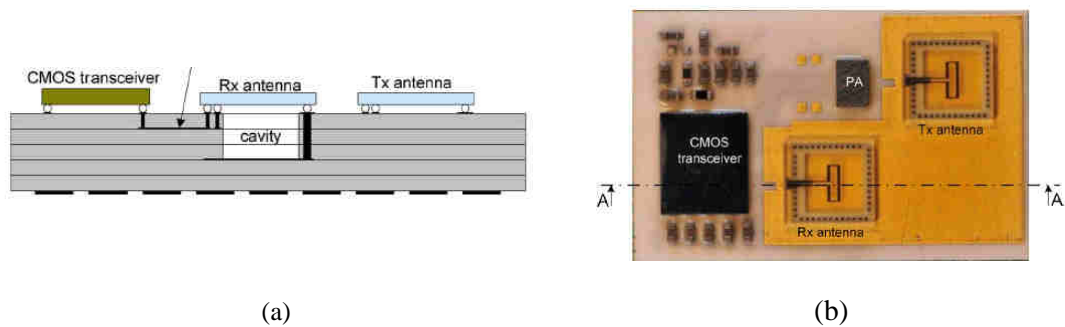 CMOS transceiver
Rx antenna
Tx antenna
cavity
PA
Tx antenna
CMOS
transceiver
A
A
Rx antenna
(a)
(b)